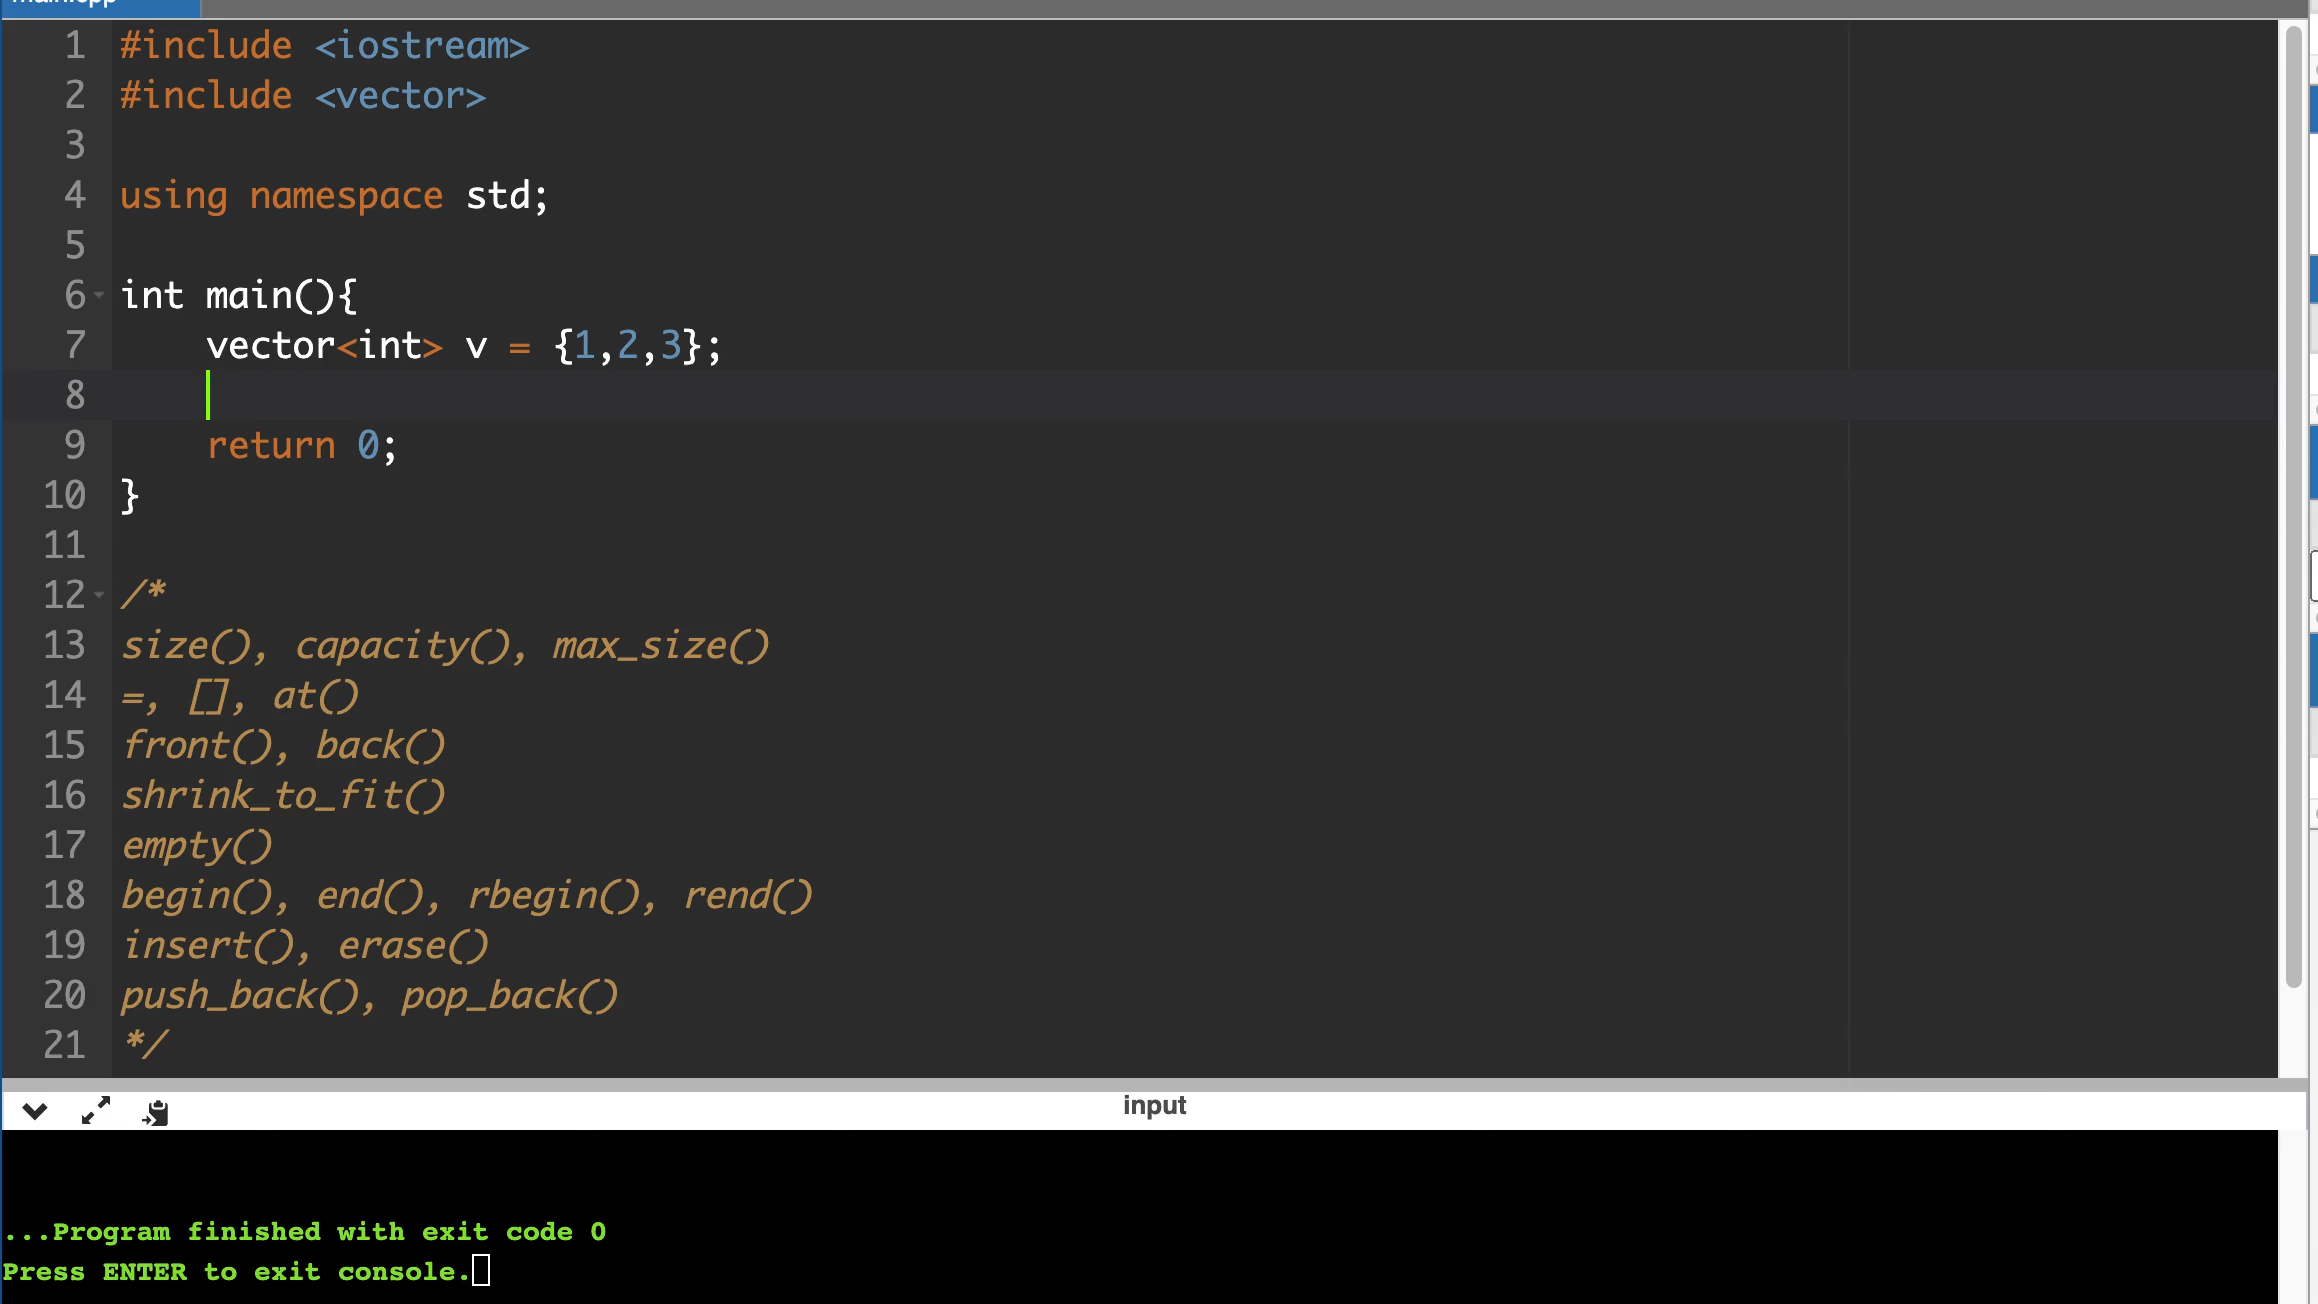 main.cpp
1 #include <iostream>
2 #include <vector>
3
4 using namespace std;
5
6 int main(){
7 vector<int> v = {1,2,3};
8
9 return 0;
10 }
11
12 /*
13 size(), capacity(), max_size()
14 =, [], at()
15 front(), back()
16 shrink_to_fit()
17 empty()
18 begin(), end(), rbegin(), rend()
19 insert(), erase()
20 push_back(), pop_back()
21 */
input
...Program finished with exit code 0
Press ENTER to exit console.